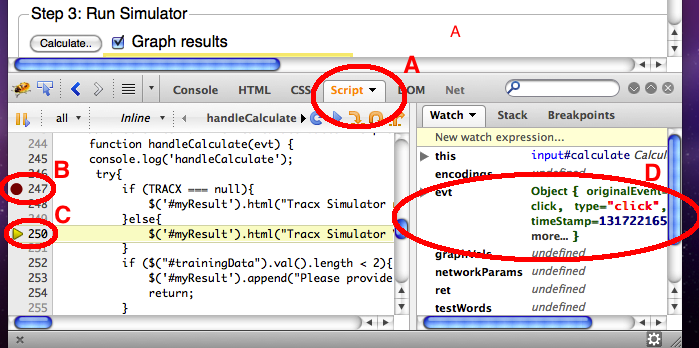 Step 3: Run Simulator
Calculate.. Graph results
A
A
Console HTML CSS Script DOM Net
all Inline handleCalculate
Watch Stack Breakpoints
New watch expression...
244 function handleCalculate(evt) {
245 console.log('handleCalculate');
246 try{
B
247 if (TRACX === null){
248 $('#myResult').html("Tracx Simulator
C
249 }else{
250 $('#myResult').html("Tracx Simulator
251 }
252 if ($("#trainingData").val().length < 2){
253 $('#myResult').append("Please provide
254 return;
255 }
this input#calculate Calcu
encodings undefined
D
evt Object { originalEvent=
click, type="click",
timeStamp=131722165
more... }
undefined
networkParams undefined
ret undefined
testWords undefined